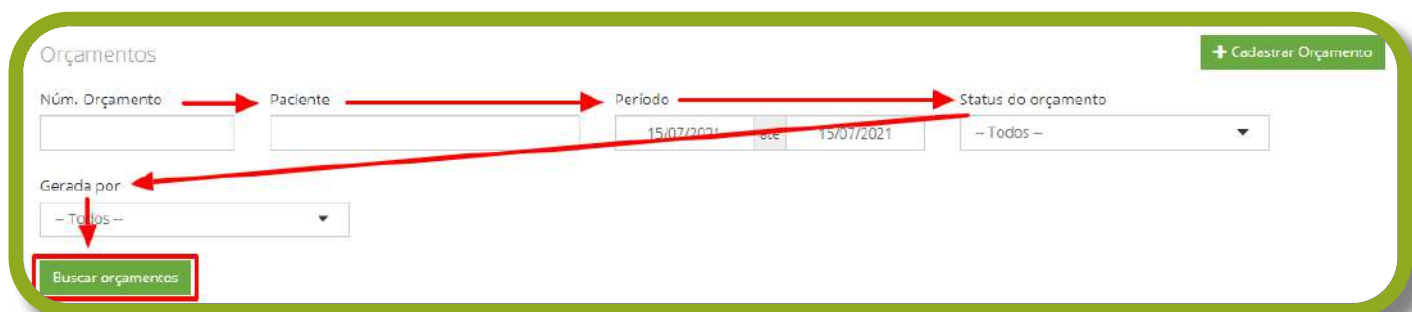 Orçamentos
+ Cadastrar Orçamento
Núm. Orçamento
Paciente
Período
Status do orçamento
15/07/2021 até 15/07/2021
-- Todos --
Gerada por
-- Todos --
Buscar orçamentos